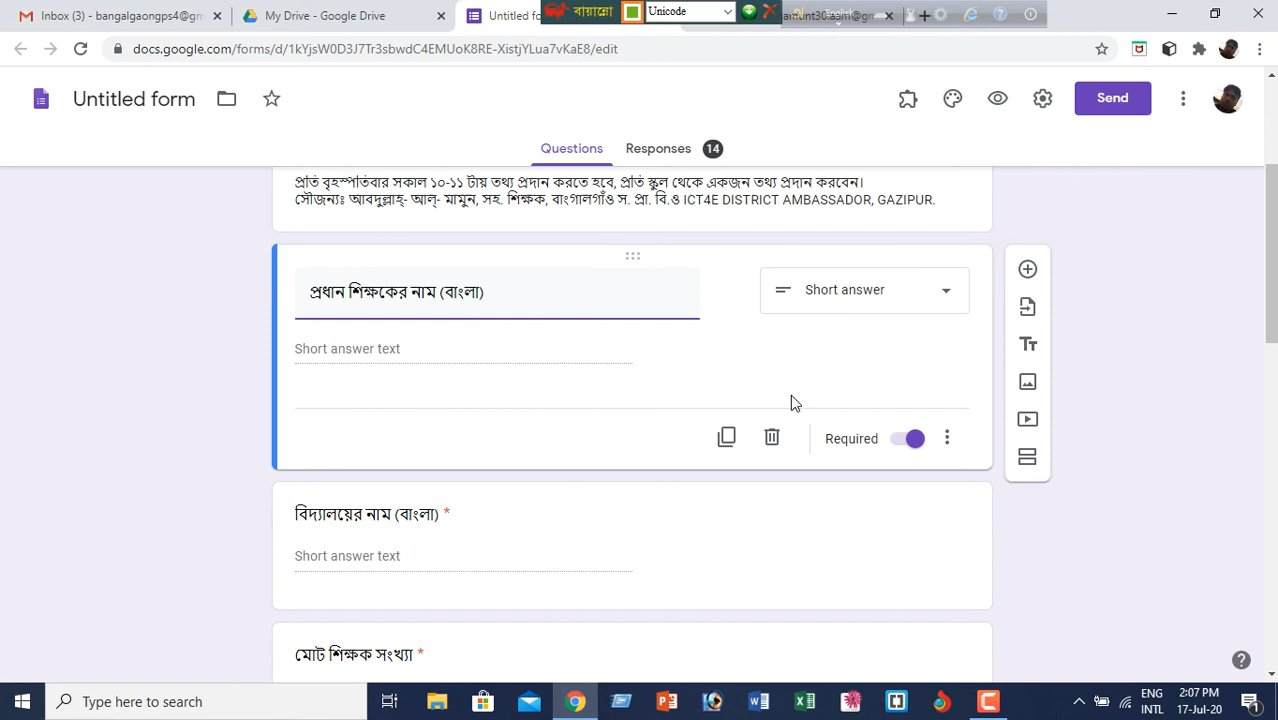 Inbox - bangalgaongps4@gm
My Drive - Google Drive
Untitled fo
বায়ান্নো
Unicode
docs.google.com/forms/d/1kYjsW0D3J7Tr3sbwdC4EMUoK8RE-XistjYLua7vKaE8/edit
Untitled form
Send
Questions
Responses 14
প্রতি বৃহস্পতিবার সকাল ১০-১১ টায় তথ্য প্রদান করতে হবে, প্রতি স্কুল থেকে একজন তথ্য প্রদান করবেন।
সৌজন্যঃ আবদুল্লাহ্- আল্- মামুন, সহ. শিক্ষক, বাংগালগাঁও স. প্রা. বি.ও ICT4E DISTRICT AMBASSADOR, GAZIPUR.
প্রধান শিক্ষকের নাম (বাংলা)
Short answer
Short answer text
Required
বিদ্যালয়ের নাম (বাংলা) *
Short answer text
মোট শিক্ষক সংখ্যা *
Type here to search
ENG
INTL
2:07 PM
17-Jul-20